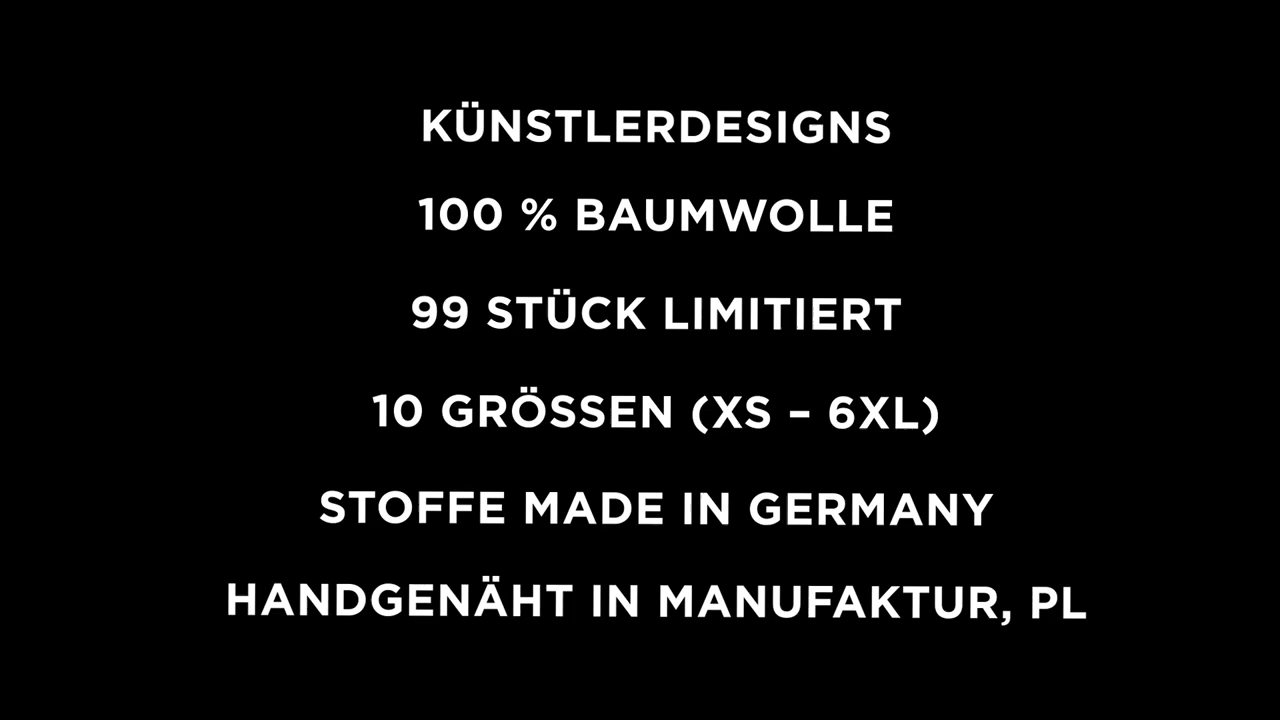 KÜNSTLERDESIGNS
100 % BAUMWOLLE
99 STÜCK LIMITIERT
10 GRÖSSEN (XS – 6XL)
STOFFE MADE IN GERMANY
HANDGENÄHT IN MANUFAKTUR, PL